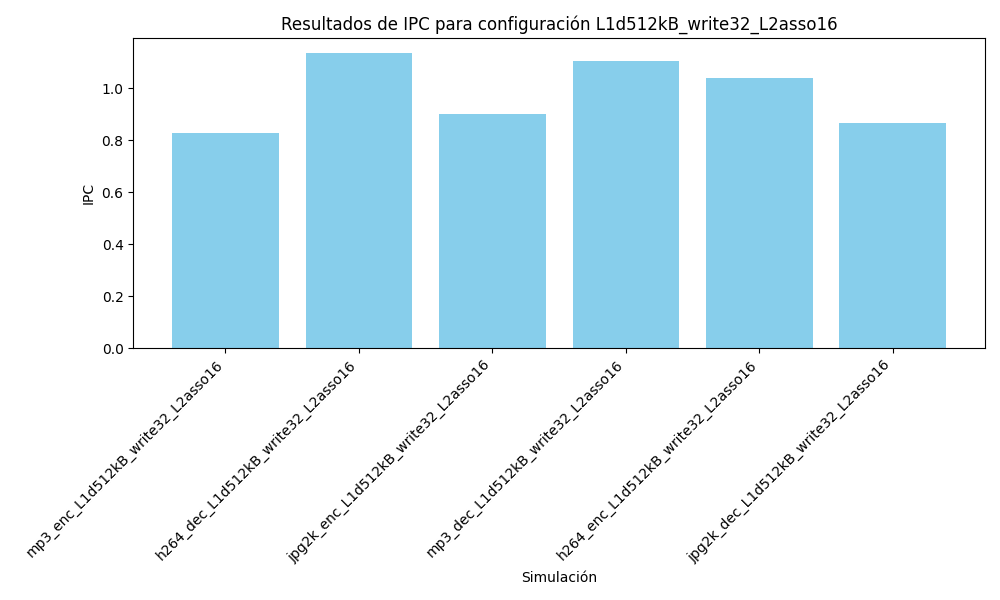 Resultados de IPC para configuración L1d512kB_write32_L2asso16
IPC
1.0
0.8
0.6
0.4
0.2
0.0
mp3_enc_L1d512kB_write32_L2asso16
h264_dec_L1d512kB_write32_L2asso16
jpg2k_enc_L1d512kB_write32_L2asso16
mp3_dec_L1d512kB_write32_L2asso16
h264_enc_L1d512kB_write32_L2asso16
jpg2k_dec_L1d512kB_write32_L2asso16
Simulación